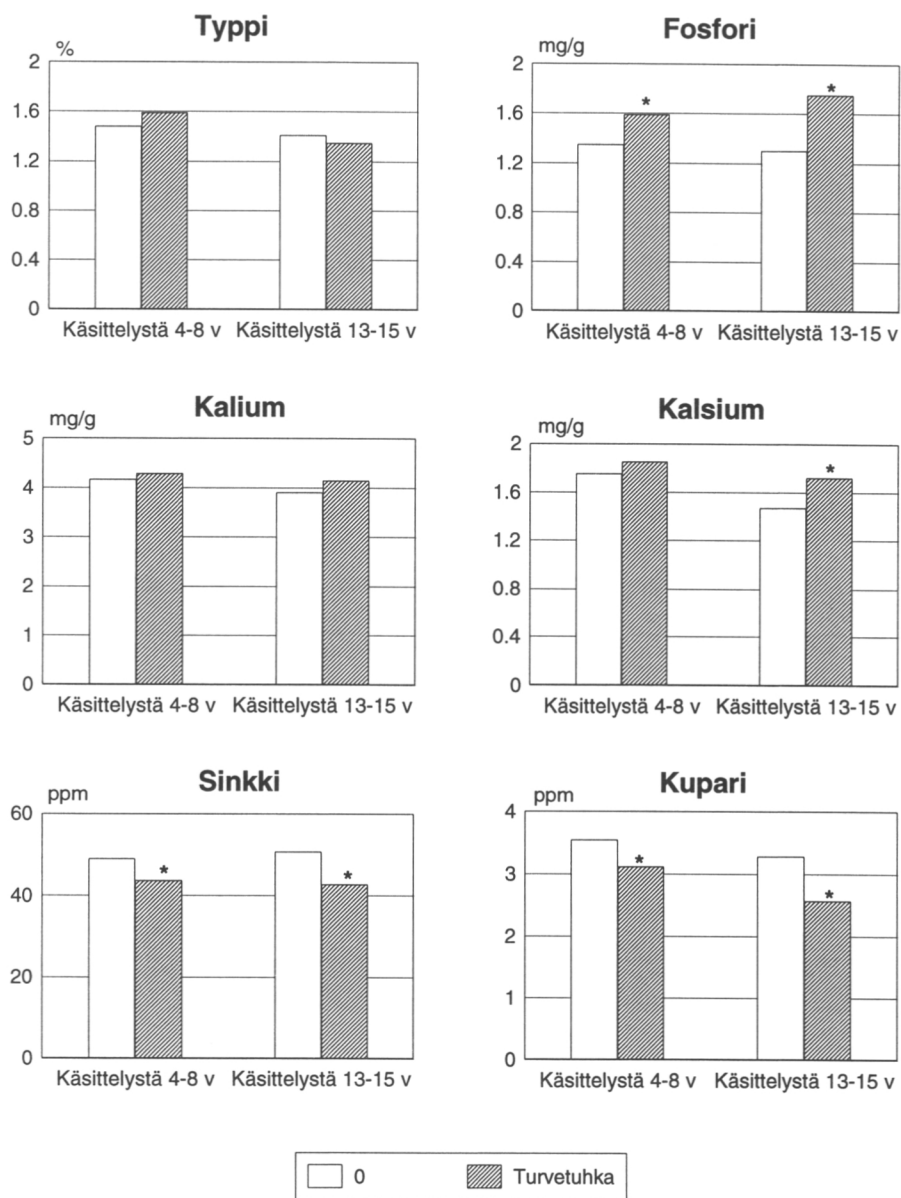 Typpi
%
2
1.6
1.2
0.8
0.4
0
Käsittelystä 4-8 v Käsittelystä 13-15 v
Fosfori
mg/g
2
*
*
1.6
1.2
0.8
0.4
0
Käsittelystä 4-8 v Käsittelystä 13-15 v
Kalium
mg/g
5
4
3
2
1
0
Käsittelystä 4-8 v Käsittelystä 13-15 v
Kalsium
mg/g
2
*
1.6
1.2
0.8
0.4
0
Käsittelystä 4-8 v Käsittelystä 13-15 v
Sinkki
ppm
60
*
*
40
20
0
Käsittelystä 4-8 v Käsittelystä 13-15 v
Kupari
ppm
4
*
3
*
2
1
0
Käsittelystä 4-8 v Käsittelystä 13-15 v
0 Turvetuhka